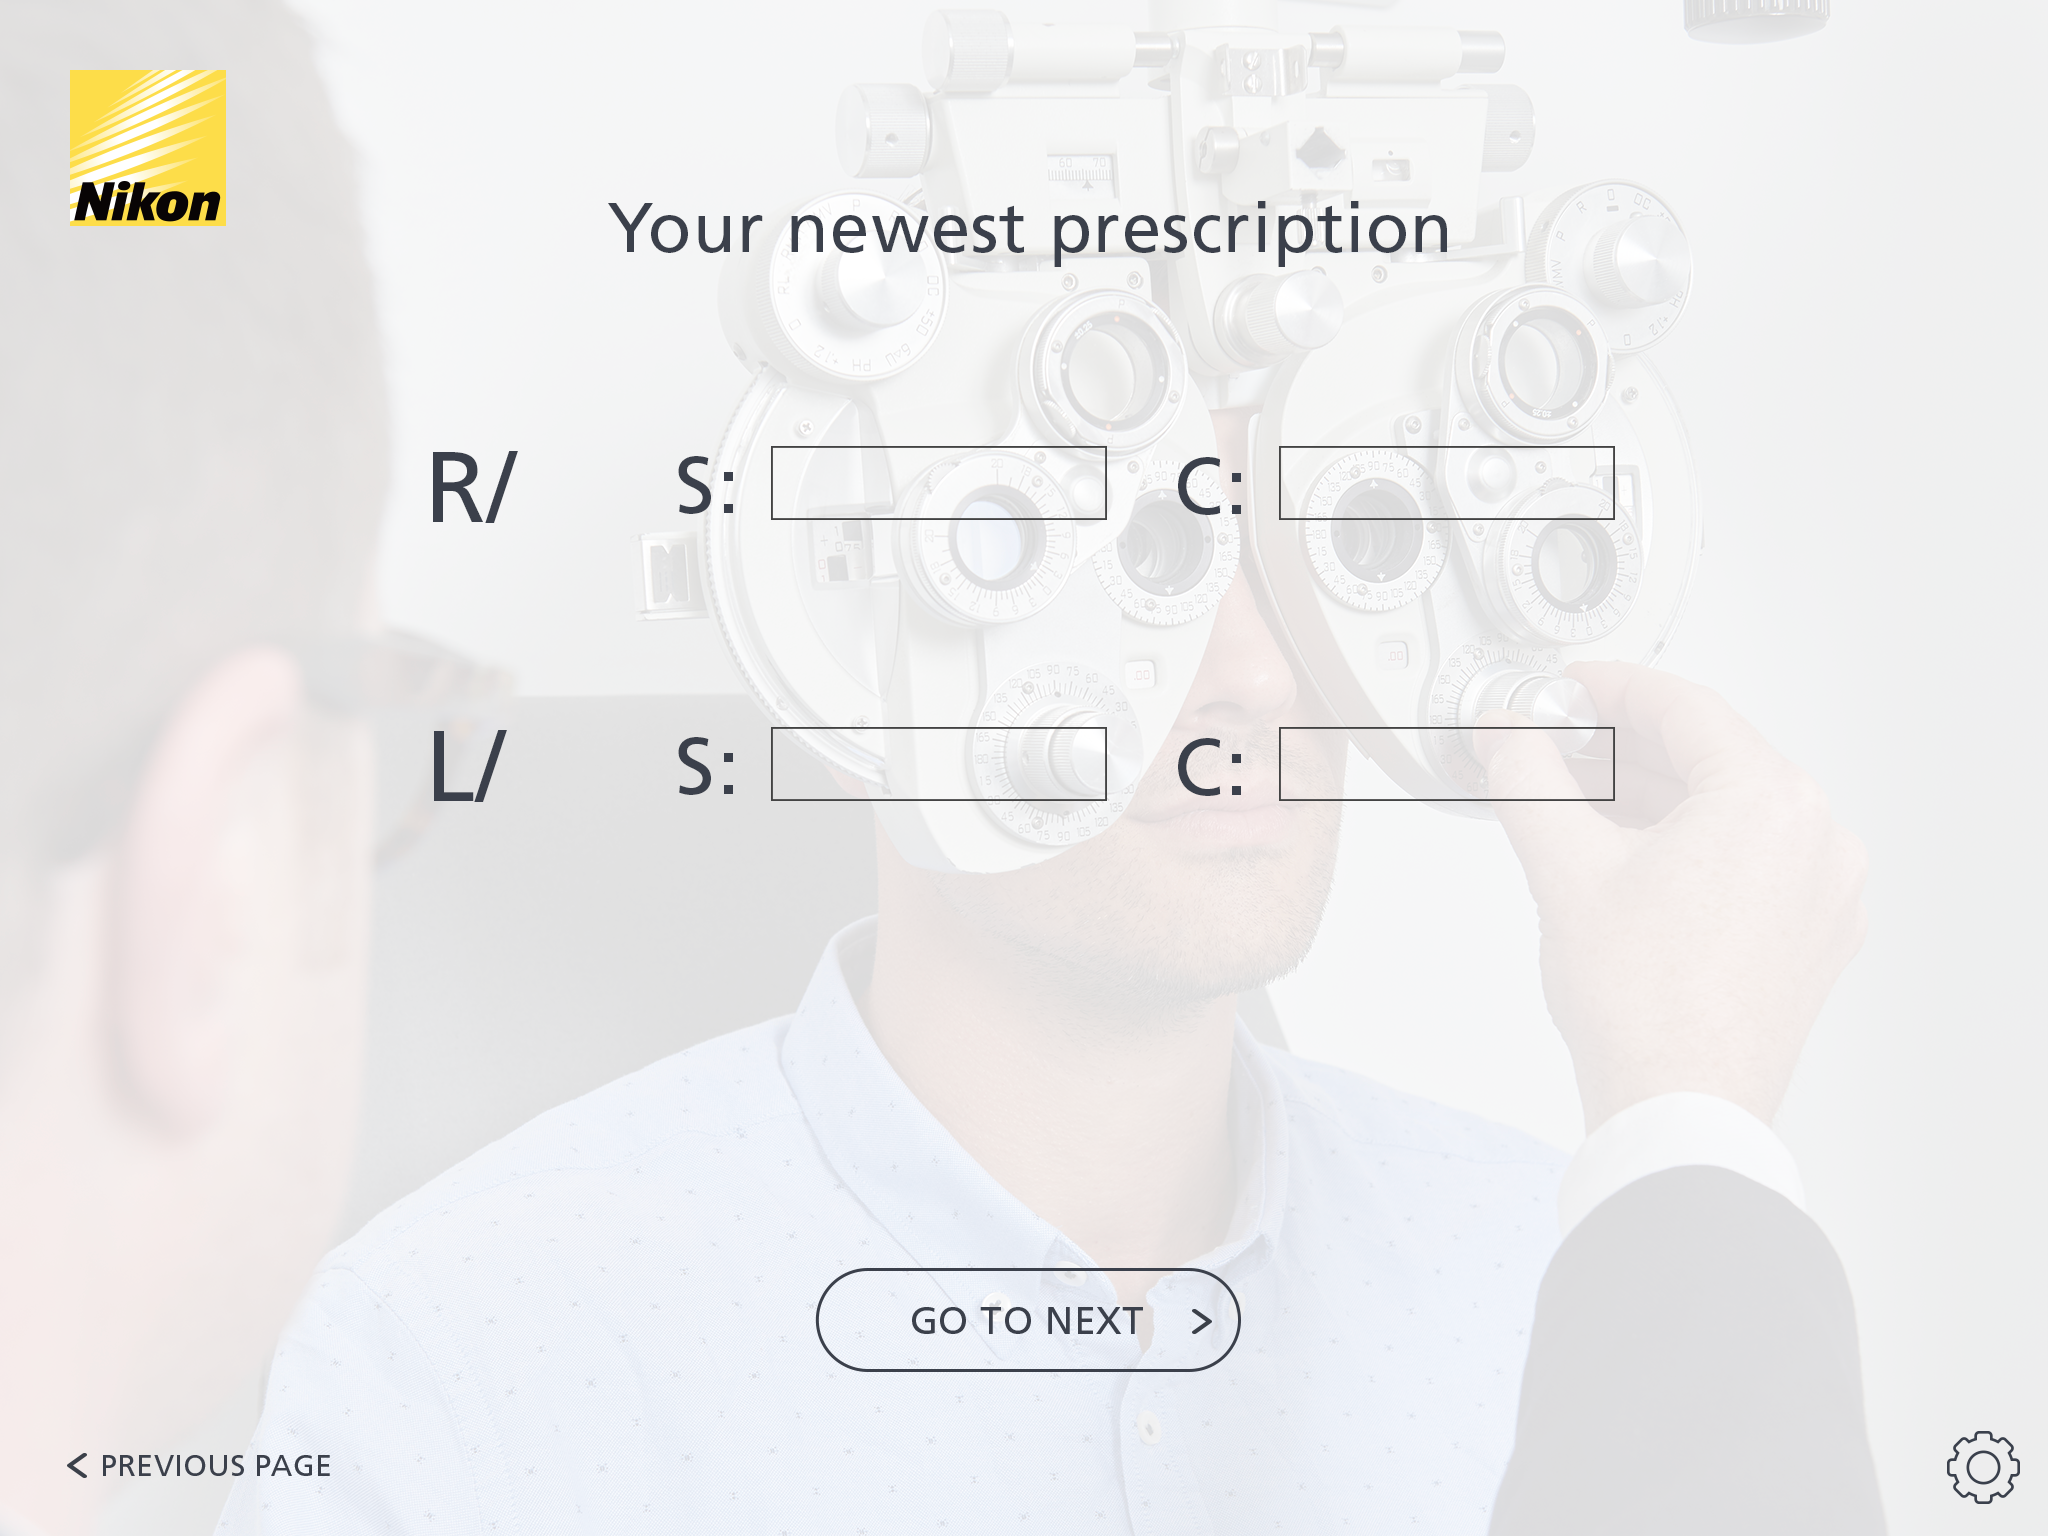 Nikon
Your newest prescription
R/ S: C:
L/ S: C:
GO TO NEXT >
< PREVIOUS PAGE